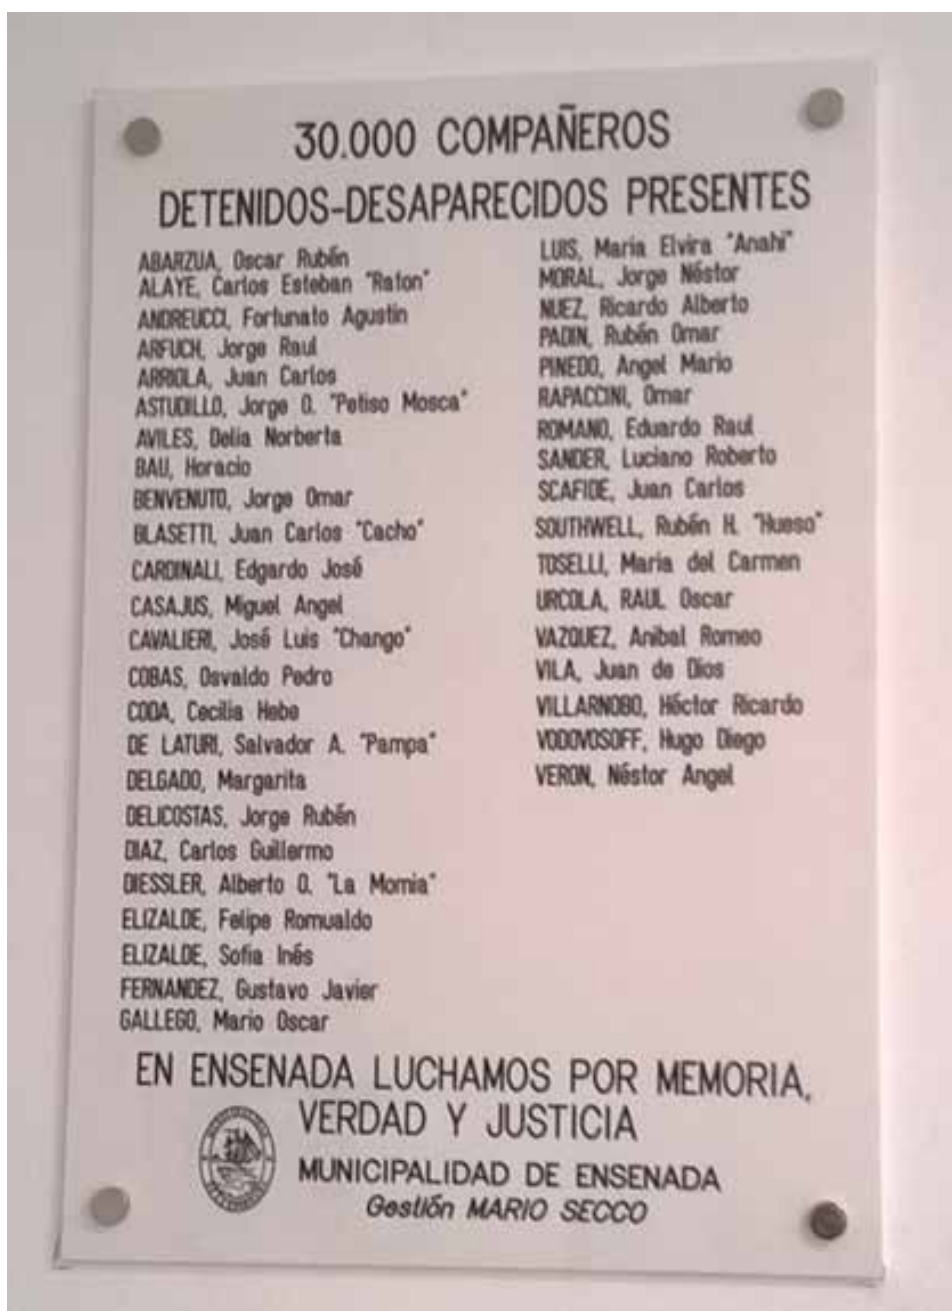 30.000 COMPAÑEROS
DETENIDOS-DESAPARECIDOS PRESENTES
ABARZUA, Oscar Rubén
ALAYE, Carlos Esteban "Raton"
ANDREUCCI, Fortunato Agustin
ARFUCH, Jorge Raul
ARRIOLA, Juan Carlos
ASTUDILLO, Jorge O. "Petiso Mosca"
AVILES, Delia Norberta
BAU, Horacio
BENVENUTO, Jorge Omar
BLASETTI, Juan Carlos "Cacho"
CARDINALI, Edgardo José
CASAJUS, Miguel Angel
CAVALIERI, José Luis "Chango"
COBAS, Osvaldo Pedro
CODA, Cecilia Hebe
DE LATURI, Salvador A. "Pampa"
DELGADO, Margarita
DELICOSTAS, Jorge Rubén
DIAZ, Carlos Guillermo
DIESSLER, Alberto O. "La Momia"
ELIZALDE, Felipe Romualdo
ELIZALDE, Sofia Inés
FERNANDEZ, Gustavo Javier
GALLEGO, Mario Oscar
LUIS, Maria Elvira "Anahi"
MORAL, Jorge Néstor
NUEZ, Ricardo Alberto
PADIN, Rubén Omar
PINEDO, Angel Mario
RAPACCINI, Omar
ROMANO, Eduardo Raul
SANDER, Luciano Roberto
SCAFIDE, Juan Carlos
SOUTHWELL, Rubén H. "Hueso"
TOSELLI, Maria del Carmen
URCOLA, RAUL Oscar
VAZQUEZ, Anibal Romeo
VILA, Juan de Dios
VILLARNOBO, Héctor Ricardo
VODOVOSOFF, Hugo Diego
VERON, Néstor Angel
EN ENSENADA LUCHAMOS POR MEMORIA,
VERDAD Y JUSTICIA
MUNICIPALIDAD DE ENSENADA
Gestión MARIO SECCO